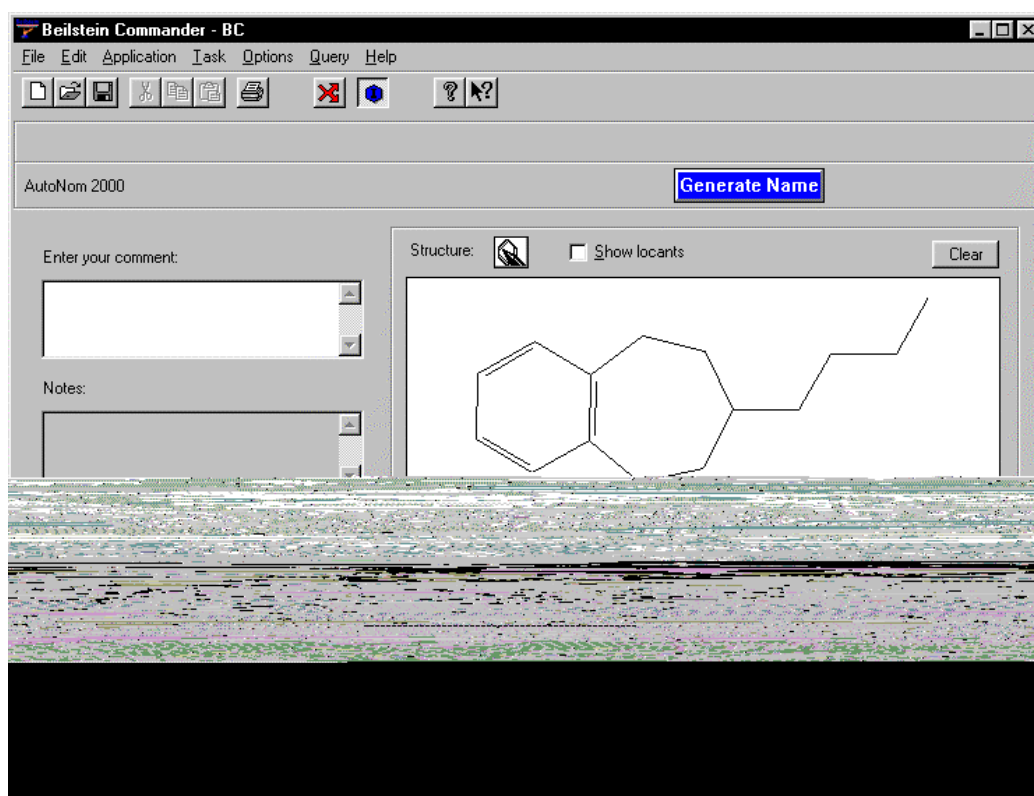 Beilstein Commander - BC
File Edit Application Task Options Query Help
AutoNom 2000
Generate Name
Structure:
Show locants
Clear
Enter your comment:
Notes: